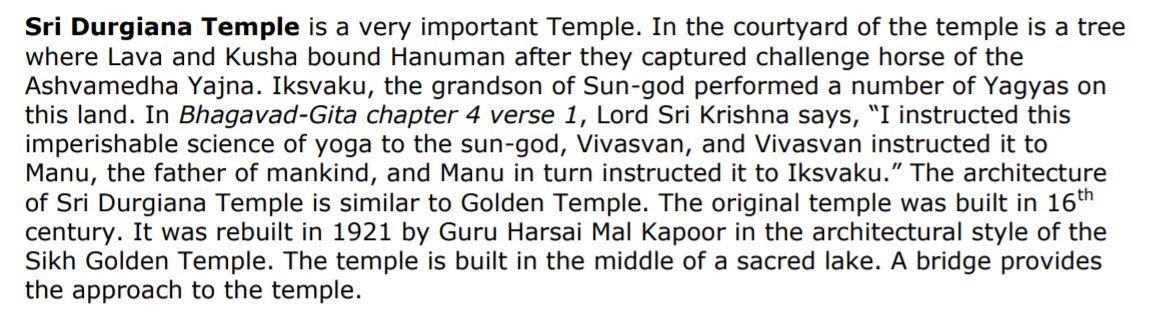 Sri Durgiana Temple is a very important Temple. In the courtyard of the temple is a tree
where Lava and Kusha bound Hanuman after they captured challenge horse of the
Ashvamedha Yajna. Iksvaku, the grandson of Sun-god performed a number of Yagyas on
this land. In Bhagavad-Gita chapter 4 verse 1, Lord Sri Krishna says, “I instructed this
imperishable science of yoga to the sun-god, Vivasvan, and Vivasvan instructed it to
Manu, the father of mankind, and Manu in turn instructed it to Iksvaku.” The architecture
of Sri Durgiana Temple is similar to Golden Temple. The original temple was built in 16th
century. It was rebuilt in 1921 by Guru Harsai Mal Kapoor in the architectural style of the
Sikh Golden Temple. The temple is built in the middle of a sacred lake. A bridge provides
the approach to the temple.